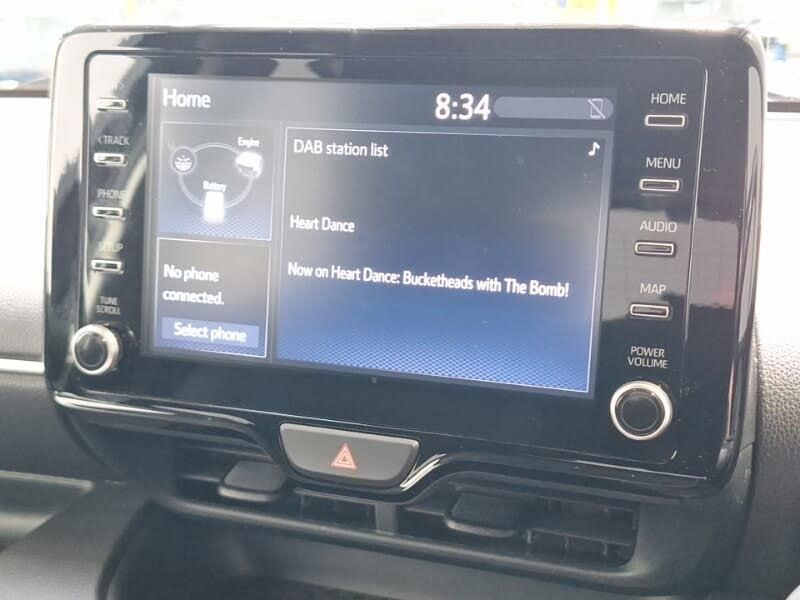 Home
8:34
Engine
Battery
DAB station list
Heart Dance
Now on Heart Dance: Bucketheads with The Bomb!
No phone
connected.
Select phone
< TRACK
PHONE
SETUP
TUNE
SCROLL
HOME
MENU
AUDIO
MAP
POWER
VOLUME